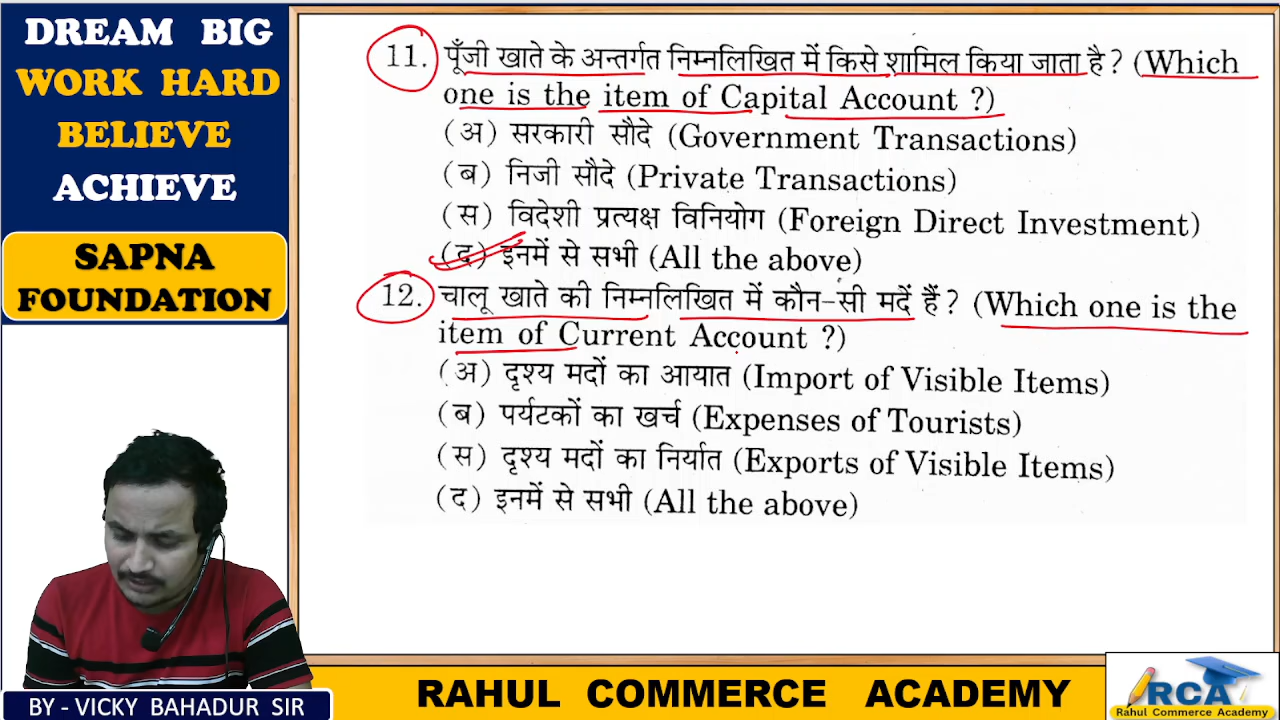 DREAM BIG
WORK HARD
BELIEVE
ACHIEVE
SAPNA
FOUNDATION
11. पूँजी खाते के अन्तर्गत निम्नलिखित में किसे शामिल किया जाता है ? (Which
one is the item of Capital Account ?)
(अ) सरकारी सौदे (Government Transactions)
(ब) निजी सौदे (Private Transactions)
(स) विदेशी प्रत्यक्ष विनियोग (Foreign Direct Investment)
(द) इनमें से सभी (All the above)
12. चालू खाते की निम्नलिखित में कौन-सी मदें हैं ? (Which one is the
item of Current Account ?)
(अ) दृश्य मदों का आयात (Import of Visible Items)
(ब) पर्यटकों का खर्च (Expenses of Tourists)
(स) दृश्य मदों का निर्यात (Exports of Visible Items)
(द) इनमें से सभी (All the above)
BY - VICKY BAHADUR SIR
RAHUL COMMERCE ACADEMY
RCA
Rahul Commerce Academy